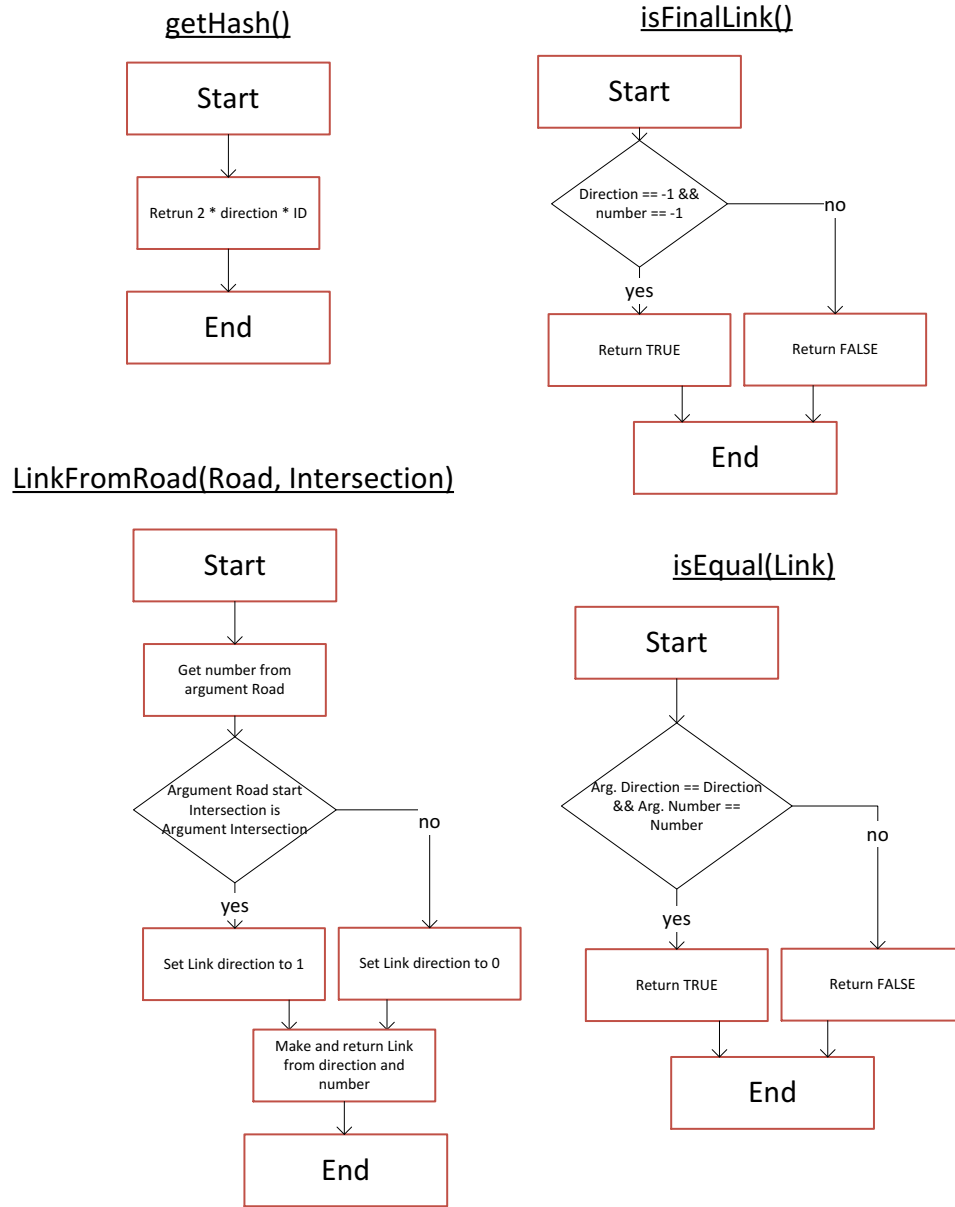 getHash()
Start
Retrun 2 * direction * ID
End
isFinalLink()
Start
Direction == -1 &&
number == -1
no
yes
Return TRUE
Return FALSE
End
LinkFromRoad(Road, Intersection)
Start
Get number from
argument Road
Argument Road start
Intersection is
Argument Intersection
no
yes
Set Link direction to 1
Set Link direction to 0
Make and return Link
from direction and
number
End
isEqual(Link)
Start
Arg. Direction == Direction
&& Arg. Number ==
Number
no
yes
Return TRUE
Return FALSE
End